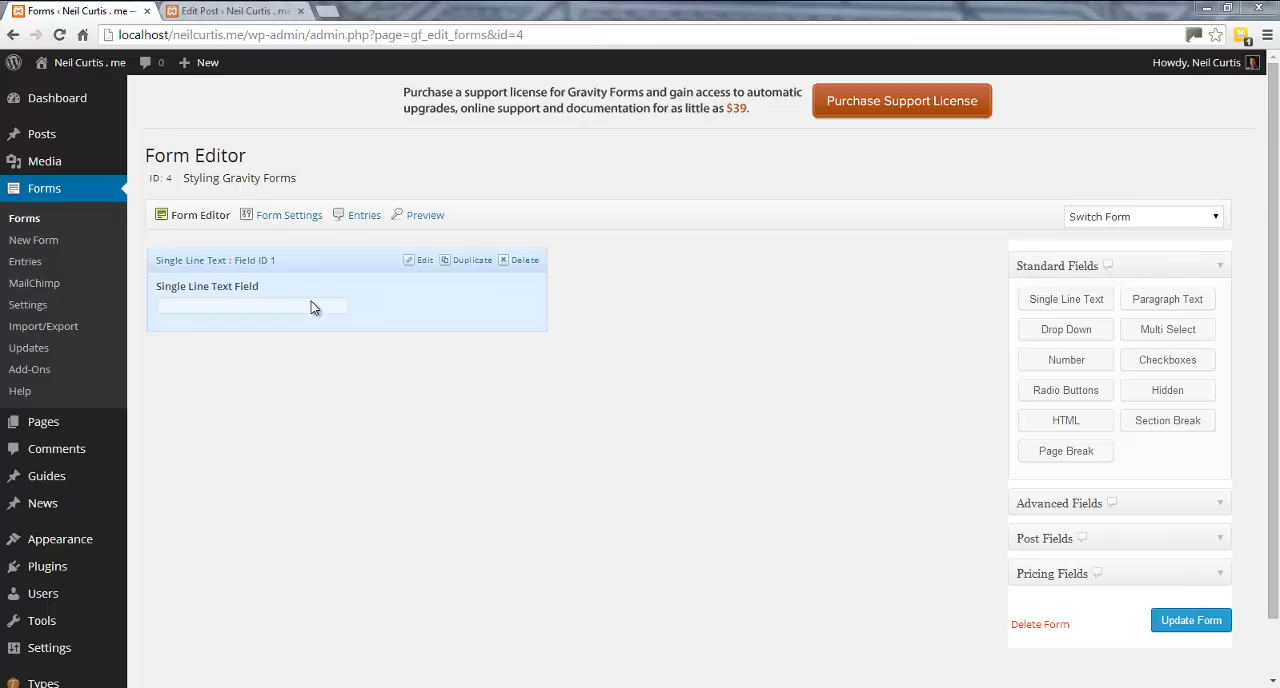 Forms ‹ Neil Curtis . me —
Edit Post ‹ Neil Curtis . me
localhost/neilcurtis.me/wp-admin/admin.php?page=gf_edit_forms&id=4
1
Neil Curtis . me
0
New
Howdy, Neil Curtis
Dashboard
Posts
Media
Forms
Forms
New Form
Entries
MailChimp
Settings
Import/Export
Updates
Add-Ons
Help
Pages
Comments
Guides
News
Appearance
Plugins
Users
Tools
Settings
Types
Purchase a support license for Gravity Forms and gain access to automatic
upgrades, online support and documentation for as little as $39.
Purchase Support License
Form Editor
ID: 4 Styling Gravity Forms
Form Editor
Form Settings
Entries
Preview
Switch Form
Single Line Text : Field ID 1
Edit
Duplicate
Delete
Single Line Text Field
Standard Fields
Single Line Text
Paragraph Text
Drop Down
Multi Select
Number
Checkboxes
Radio Buttons
Hidden
HTML
Section Break
Page Break
Advanced Fields
Post Fields
Pricing Fields
Delete Form
Update Form